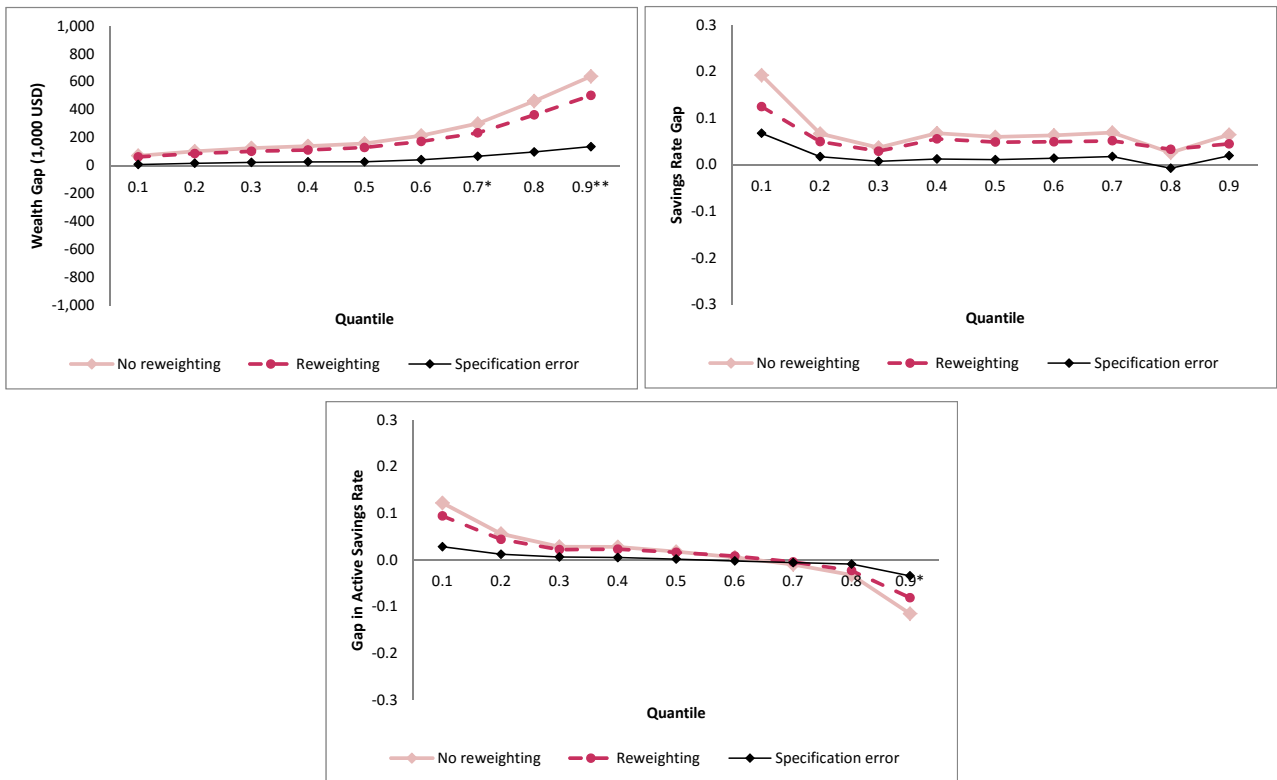 Wealth Gap (1,000 USD)
1,000
800
600
400
200
0
-200
-400
-600
-800
-1,000
0.1 0.2 0.3 0.4 0.5 0.6 0.7* 0.8 0.9**
Quantile
No reweighting Reweighting Specification error
Savings Rate Gap
0.3
0.2
0.1
0.0
-0.1
-0.2
-0.3
0.1 0.2 0.3 0.4 0.5 0.6 0.7 0.8 0.9
Quantile
No reweighting Reweighting Specification error
Gap in Active Savings Rate
0.3
0.2
0.1
0.0
-0.1
-0.2
-0.3
0.1 0.2 0.3 0.4 0.5 0.6 0.7 0.8 0.9*
Quantile
No reweighting Reweighting Specification error